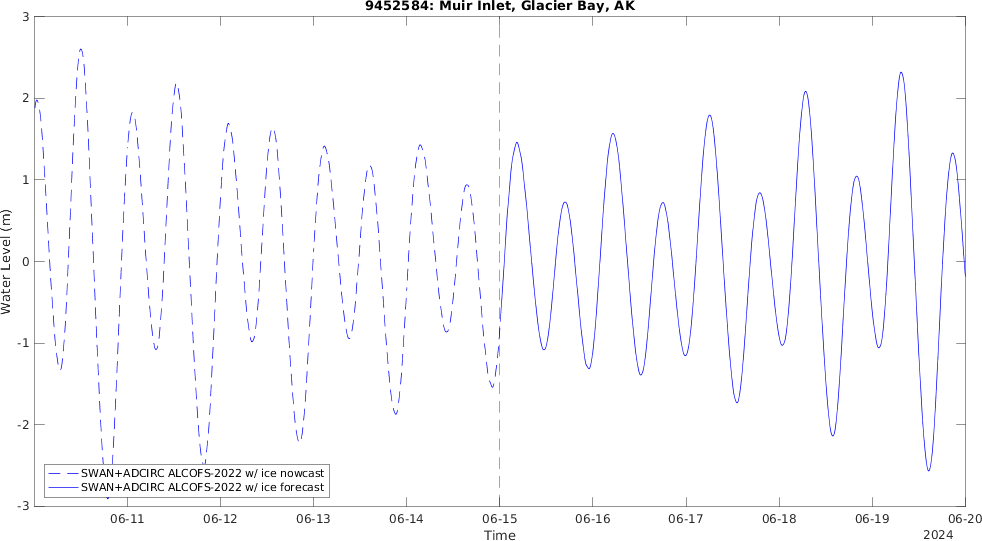 9452584: Muir Inlet, Glacier Bay, AK
3
2
1
0
-1
-2
-3
Water Level (m)
SWAN+ADCIRC ALCOFS-2022 w/ ice nowcast
SWAN+ADCIRC ALCOFS-2022 w/ ice forecast
06-11 06-12 06-13 06-14 06-15 06-16 06-17 06-18 06-19 06-20
Time
2024